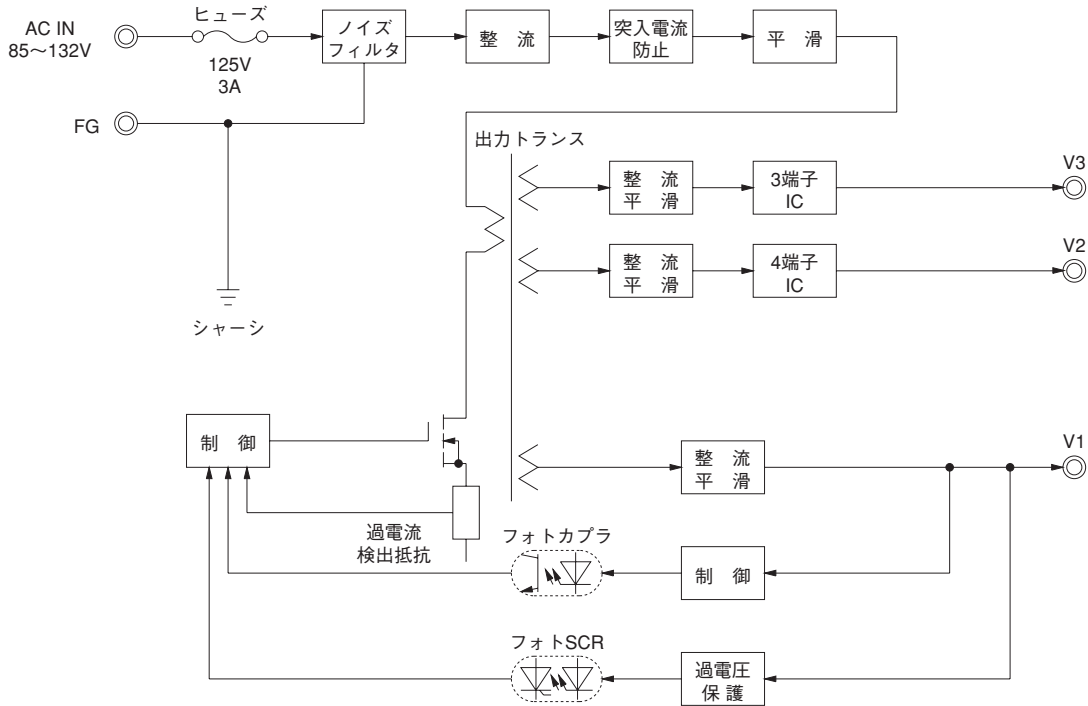 AC IN
85〜132V
ヒューズ
125V
3A
ノイズ
フィルタ
整 流
突入電流
防止
平 滑
FG
シャーシ
出力トランス
整 流
平 滑
3端子
IC
V3
整 流
平 滑
4端子
IC
V2
制 御
整 流
平 滑
V1
過電流
検出抵抗
フォトカプラ
制 御
フォトSCR
過電圧
保 護